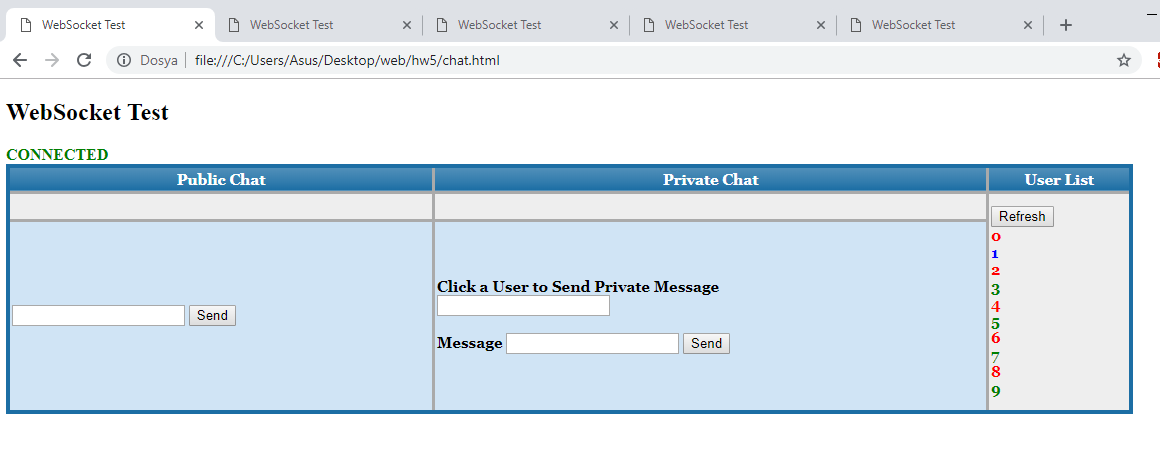 WebSocket Test WebSocket Test WebSocket Test WebSocket Test WebSocket Test
Dosya file:///C:/Users/Asus/Desktop/web/hw5/chat.html
WebSocket Test
CONNECTED
Public Chat Private Chat User List
Refresh
0
1
2
Click a User to Send Private Message
3
4
Send
5
6
Message Send
7
8
9